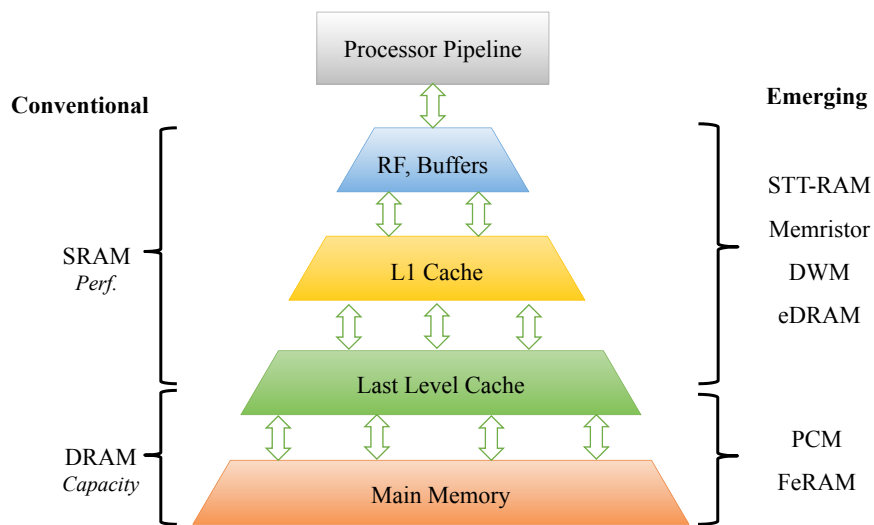 Processor Pipeline
Conventional
Emerging
RF, Buffers
STT-RAM
Memristor
SRAM
Perf.
L1 Cache
DWM
eDRAM
Last Level Cache
DRAM
Capacity
PCM
FeRAM
Main Memory